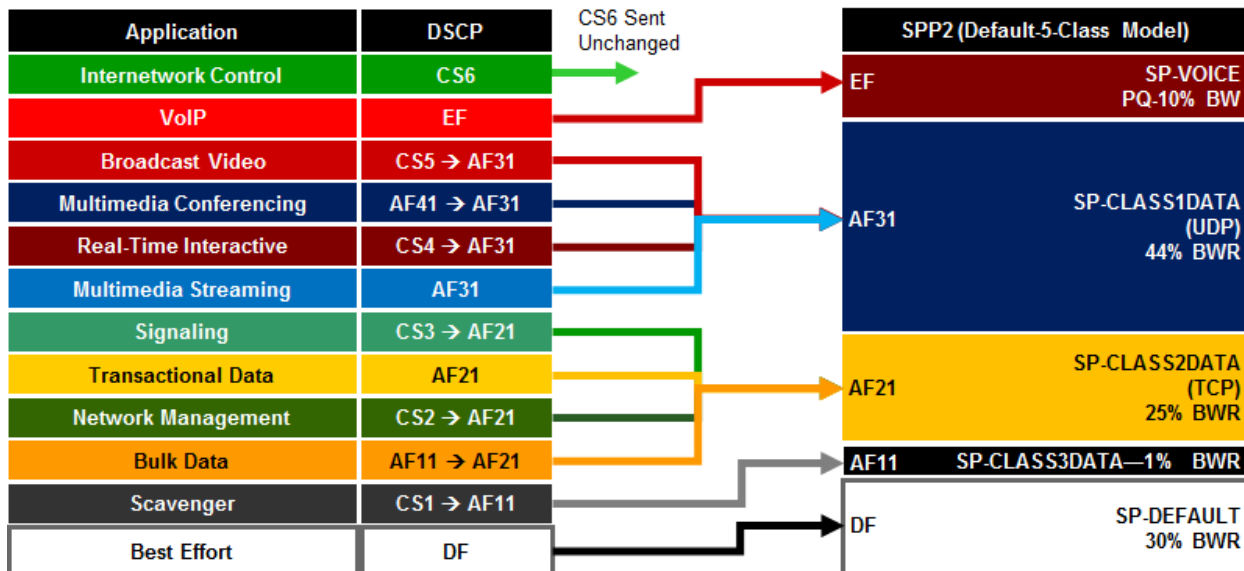 Application DSCP
CS6 Sent
Unchanged
SPP2 (Default-5-Class Model)
Internetwork Control CS6
VoIP EF
Broadcast Video CS5 → AF31
Multimedia Conferencing AF41 → AF31
Real-Time Interactive CS4 → AF31
Multimedia Streaming AF31
Signaling CS3 → AF21
Transactional Data AF21
Network Management CS2 → AF21
Bulk Data AF11 → AF21
Scavenger CS1 → AF11
Best Effort DF
EF SP-VOICE
PQ-10% BW
AF31 SP-CLASS1DATA
(UDP)
44% BWR
AF21 SP-CLASS2DATA
(TCP)
25% BWR
AF11 SP-CLASS3DATA—1% BWR
DF SP-DEFAULT
30% BWR